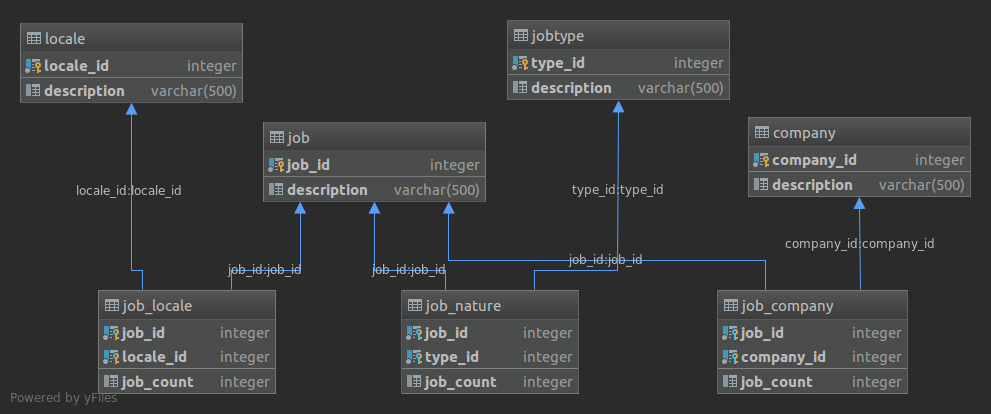 locale
locale_id integer
description varchar(500)
jobtype
type_id integer
description varchar(500)
job
job_id integer
description varchar(500)
company
company_id integer
description varchar(500)
locale_id:locale_id
type_id:type_id
company_id:company_id
job_id:job_id
job_id:job_id
job_id:job_id
job_locale
job_id integer
locale_id integer
job_count integer
job_nature
job_id integer
type_id integer
job_count integer
job_company
job_id integer
company_id integer
job_count integer
Powered by yFiles